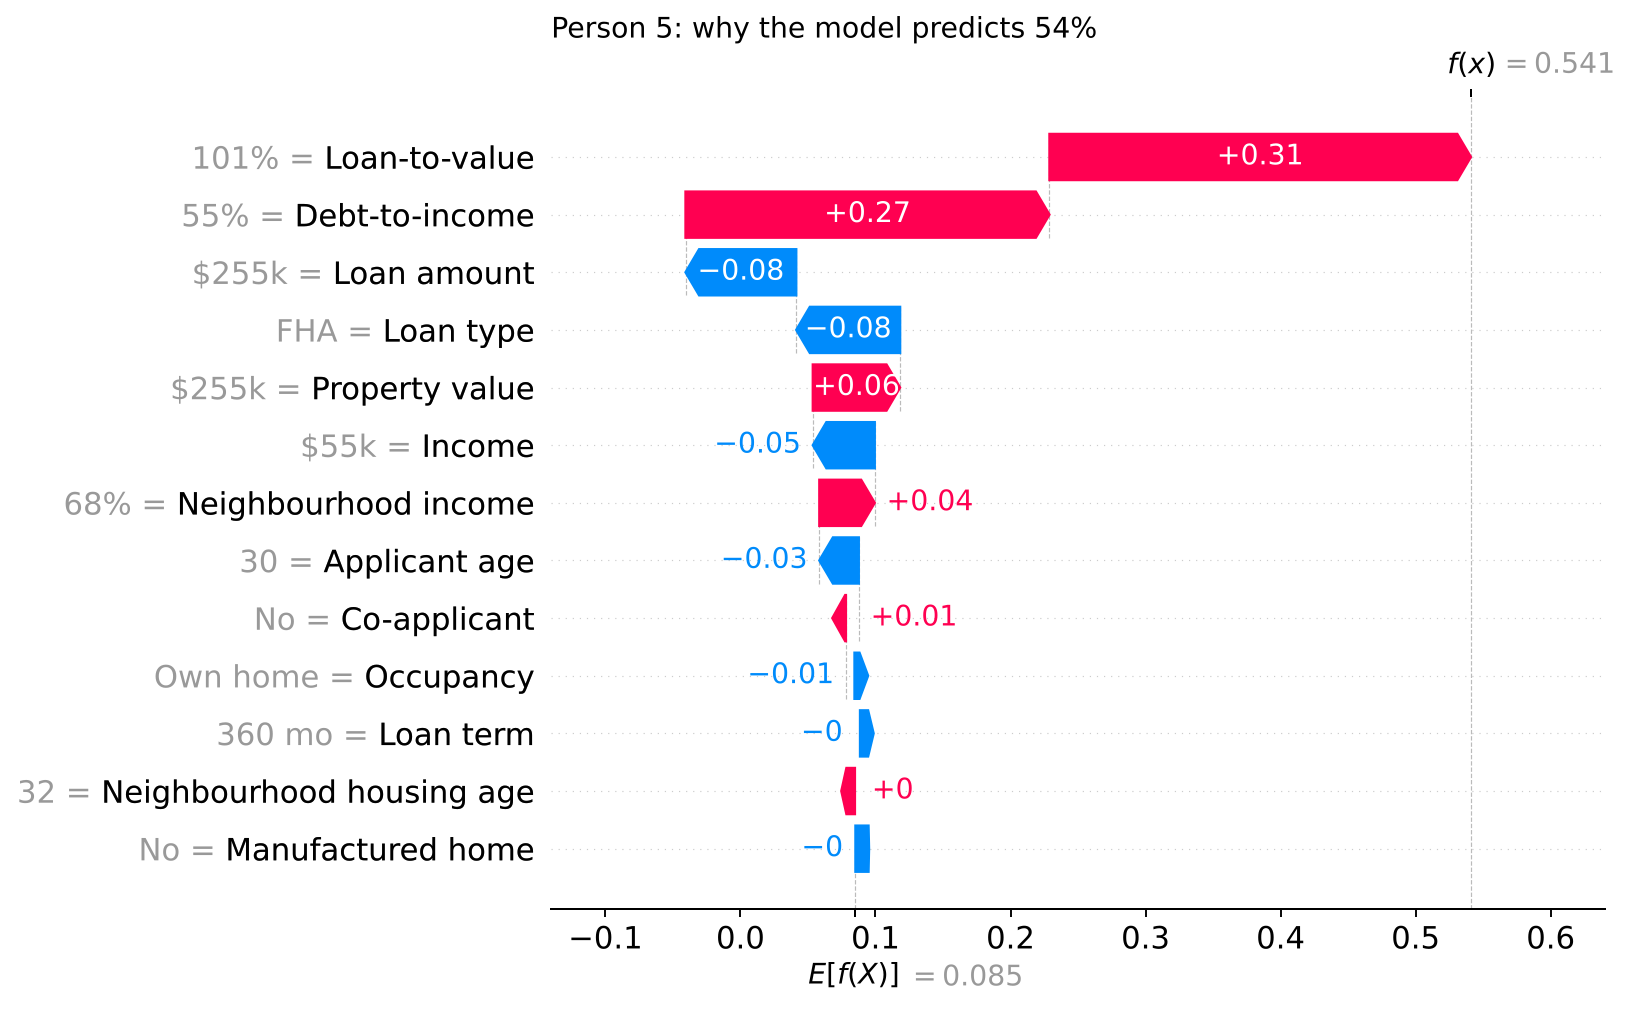 Person 5: why the model predicts 54%
f(x) = 0.541
101% = Loan-to-value +0.31
55% = Debt-to-income +0.27
$255k = Loan amount −0.08
FHA = Loan type −0.08
$255k = Property value +0.06
$55k = Income −0.05
68% = Neighbourhood income +0.04
30 = Applicant age −0.03
No = Co-applicant +0.01
Own home = Occupancy −0.01
360 mo = Loan term −0
32 = Neighbourhood housing age +0
No = Manufactured home −0
−0.1 0.0 0.1 0.2 0.3 0.4 0.5 0.6
E[f(X)] = 0.085